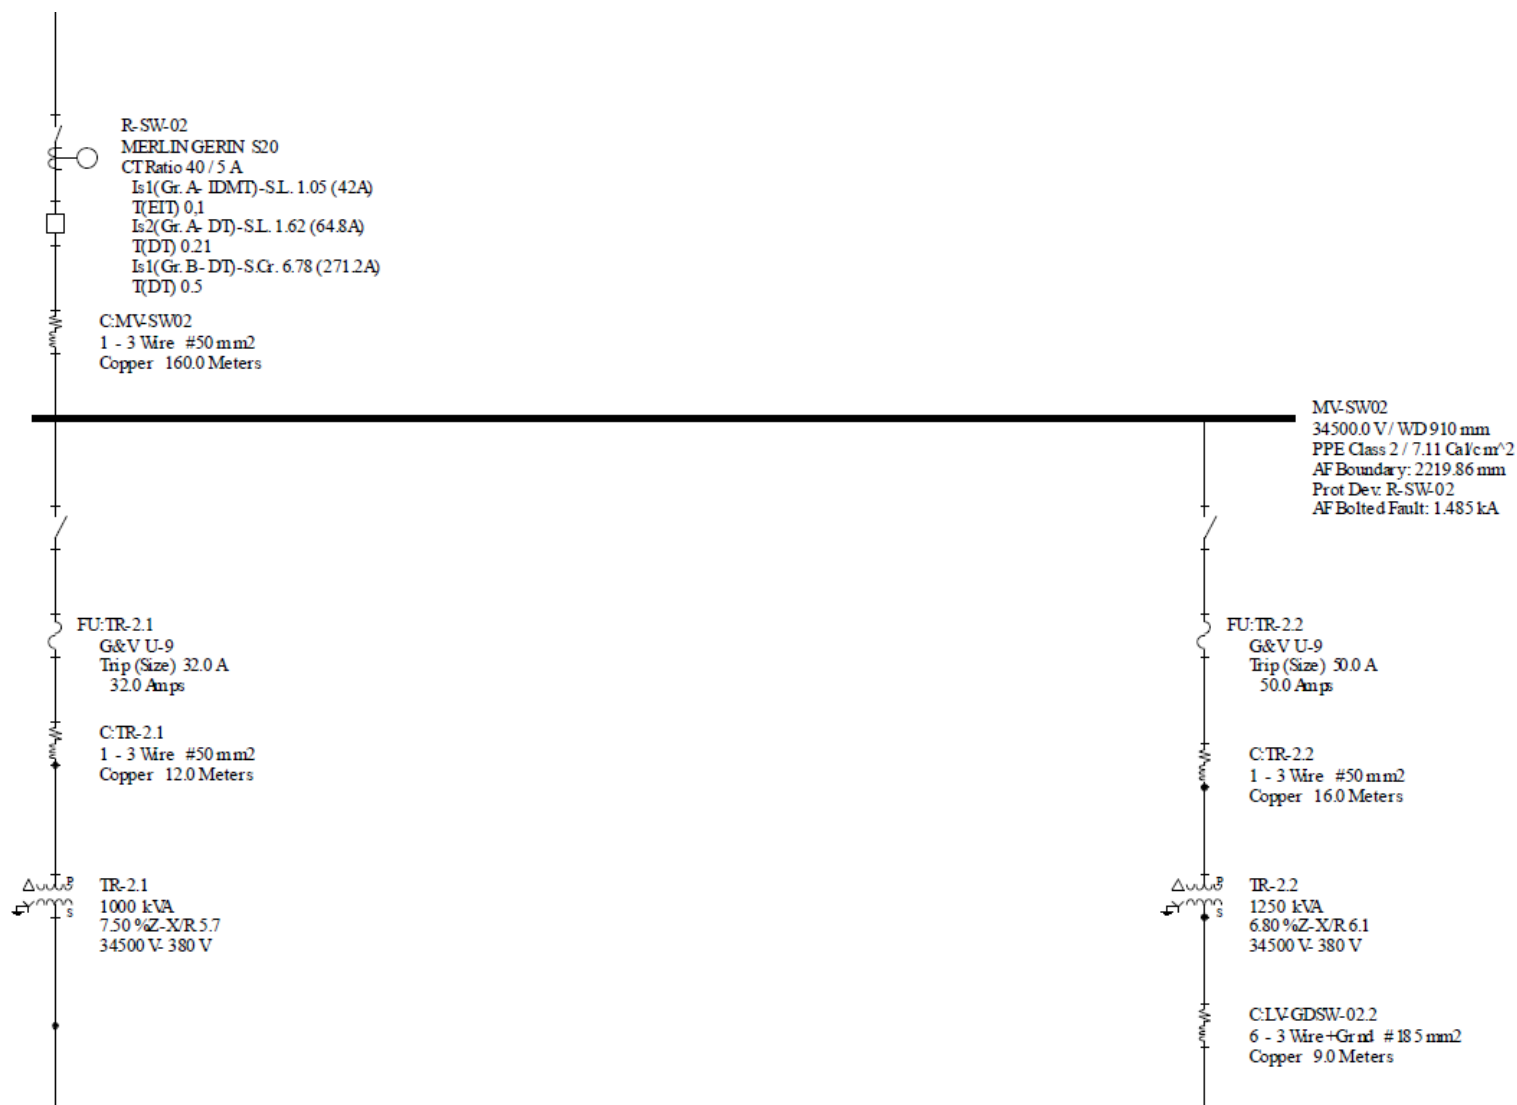 R-SW-02
MERLIN GERIN S20
CT Ratio 40 / 5 A
Is1(Gr. A- IDMT)-S.L. 1.05 (42A)
T(EIT) 0,1
Is2(Gr. A- DT)-S.L. 1.62 (64.8A)
T(DT) 0.21
Is1(Gr. B- DT)-S.Cr. 6.78 (271.2A)
T(DT) 0.5
C:MV-SW02
1 - 3 Wire #50 mm2
Copper 160.0 Meters
MV-SW02
34500.0 V / WD 910 mm
PPE Class 2 / 7.11 Cal/cm^2
AF Boundary: 2219.86 mm
Prot Dev: R-SW-02
AF Bolted Fault: 1.485 kA
FU:TR-2.1
G&V U-9
Trip (Size) 32.0 A
32.0 Amps
FU:TR-2.2
G&V U-9
Trip (Size) 50.0 A
50.0 Amps
C:TR-2.1
1 - 3 Wire #50 mm2
Copper 12.0 Meters
C:TR-2.2
1 - 3 Wire #50 mm2
Copper 16.0 Meters
P
S
TR-2.1
1000 kVA
7.50 %Z-X/R 5.7
34500 V- 380 V
P
S
TR-2.2
1250 kVA
6.80 %Z-X/R 6.1
34500 V- 380 V
C:LV-GDSW-02.2
6 - 3 Wire+Grnd #185 mm2
Copper 9.0 Meters